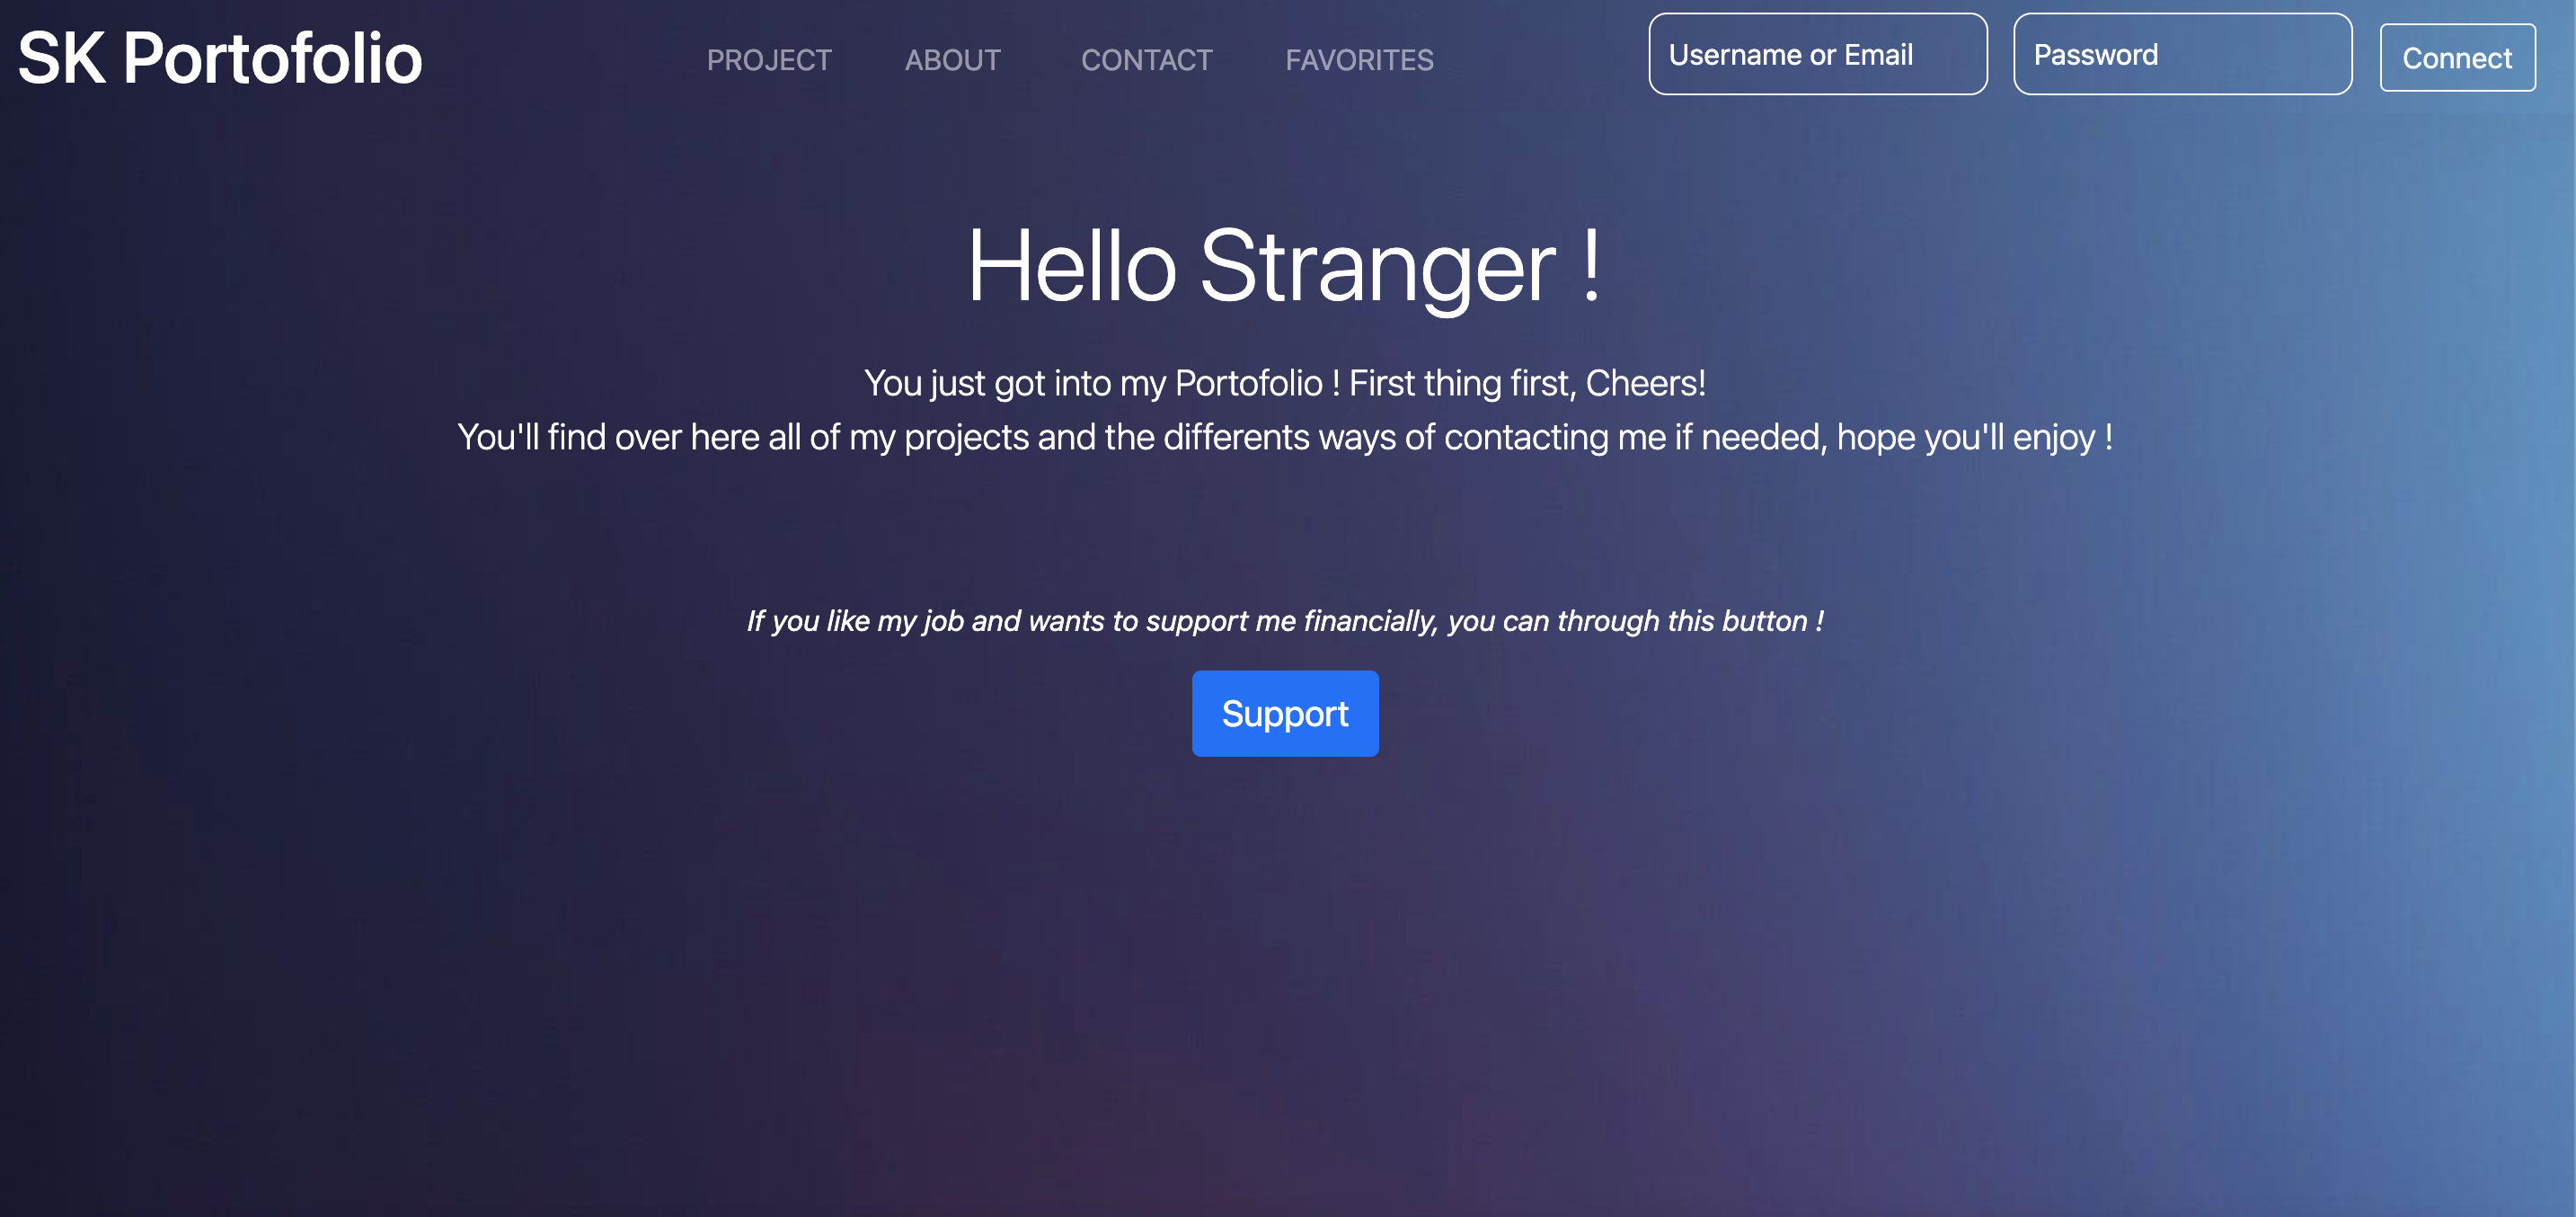 SK Portofolio
PROJECT
ABOUT
CONTACT
FAVORITES
Username or Email
Password
Connect
Hello Stranger !
You just got into my Portofolio ! First thing first, Cheers!
You'll find over here all of my projects and the differents ways of contacting me if needed, hope you'll enjoy !
If you like my job and wants to support me financially, you can through this button !
Support